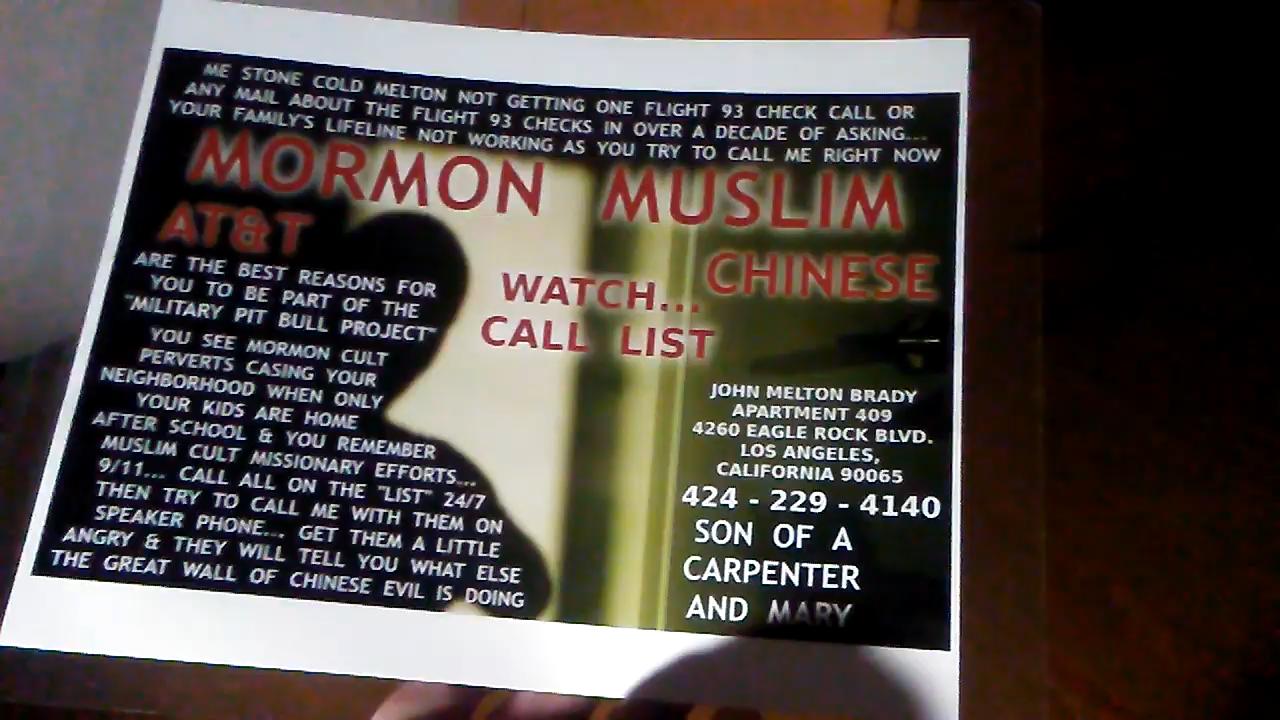 ME STONE COLD MELTON NOT GETTING ONE FLIGHT 93 CHECK CALL OR
ANY MAIL ABOUT THE FLIGHT 93 CHECKS IN OVER A DECADE OF ASKING...
YOUR FAMILY'S LIFELINE NOT WORKING AS YOU TRY TO CALL ME RIGHT NOW
MORMON MUSLIM
AT&T
CHINESE
WATCH...
CALL LIST
ARE THE BEST REASONS FOR
YOU TO BE PART OF THE
"MILITARY PIT BULL PROJECT"
YOU SEE MORMON CULT
PERVERTS CASING YOUR
NEIGHBORHOOD WHEN ONLY
YOUR KIDS ARE HOME
AFTER SCHOOL & YOU REMEMBER
MUSLIM CULT MISSIONARY EFFORTS...
9/11... CALL ALL ON THE "LIST" 24/7
THEN TRY TO CALL ME WITH THEM ON
SPEAKER PHONE... GET THEM A LITTLE
ANGRY & THEY WILL TELL YOU WHAT ELSE
THE GREAT WALL OF CHINESE EVIL IS DOING
JOHN MELTON BRADY
APARTMENT 409
4260 EAGLE ROCK BLVD.
LOS ANGELES,
CALIFORNIA 90065
424 - 229 - 4140
SON OF A
CARPENTER
AND MARY